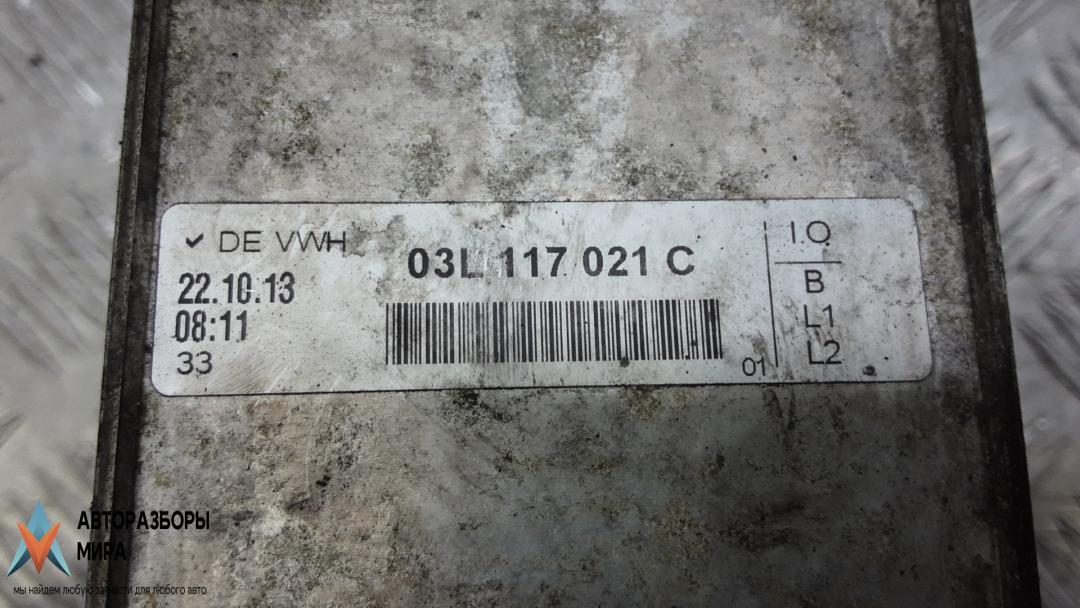 ✓ DE VWH
22.10.13
08:11
33
03L 117 021 C
01
I.O
B
L1
L2
АВТОРАЗБОРЫ
МИРА
мы найдем любую запчасти для любого авто